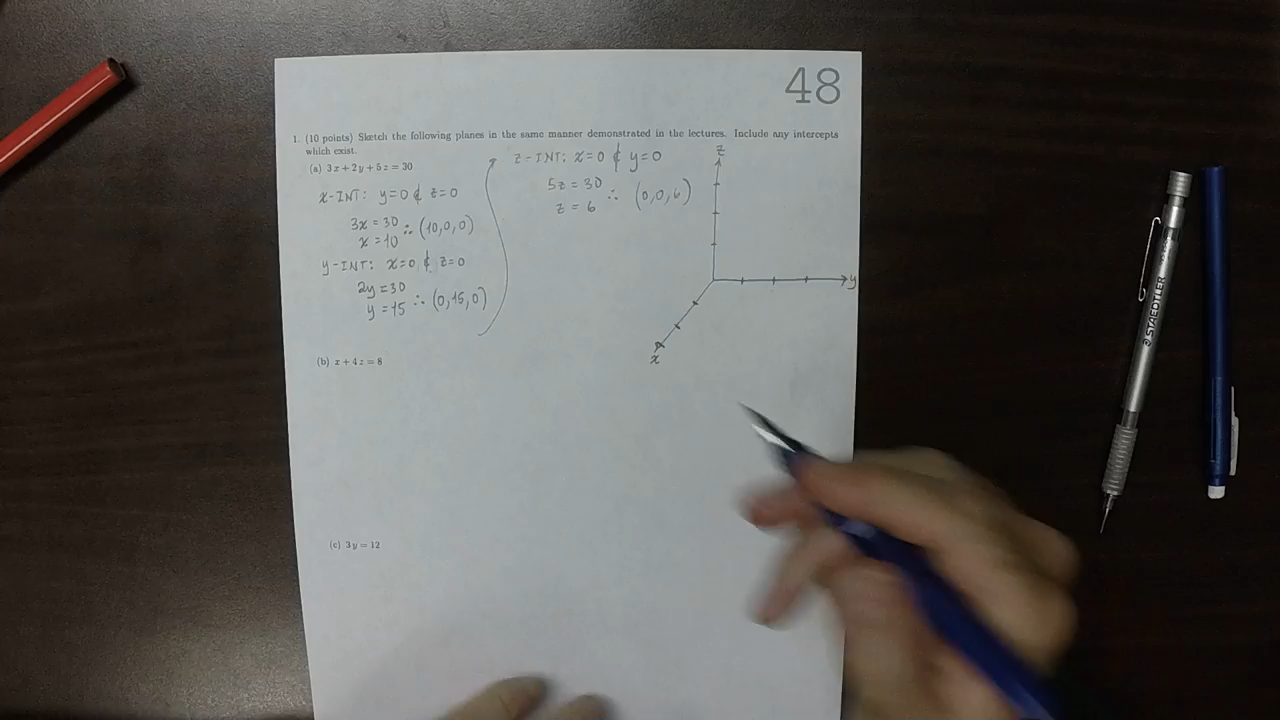 48
1. (10 points) Sketch the following planes in the same manner demonstrated in the lectures. Include any intercepts
which exist.
(a) 3x + 2y + 5z = 30
x-INT: y=0 & z=0
3x = 30
x = 10 ∴ (10,0,0)
y-INT: x=0 & z=0
2y = 30
y = 15 ∴ (0,15,0)
z-INT: x=0 & y=0
5z = 30
z = 6 ∴ (0,0,6)
z
y
x
(b) x + 4z = 8
(c) 3y = 12
STAEDTLER